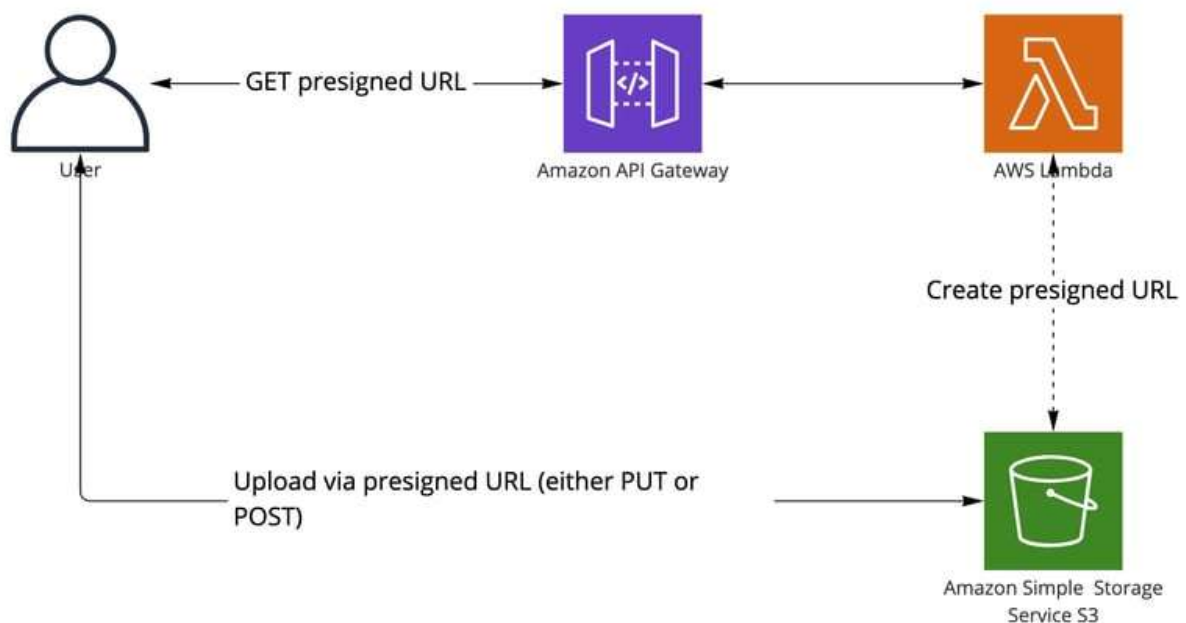 GET presigned URL
</>
User
Amazon API Gateway
AWS Lambda
Create presigned URL
Upload via presigned URL (either PUT or
POST)
Amazon Simple Storage
Service S3